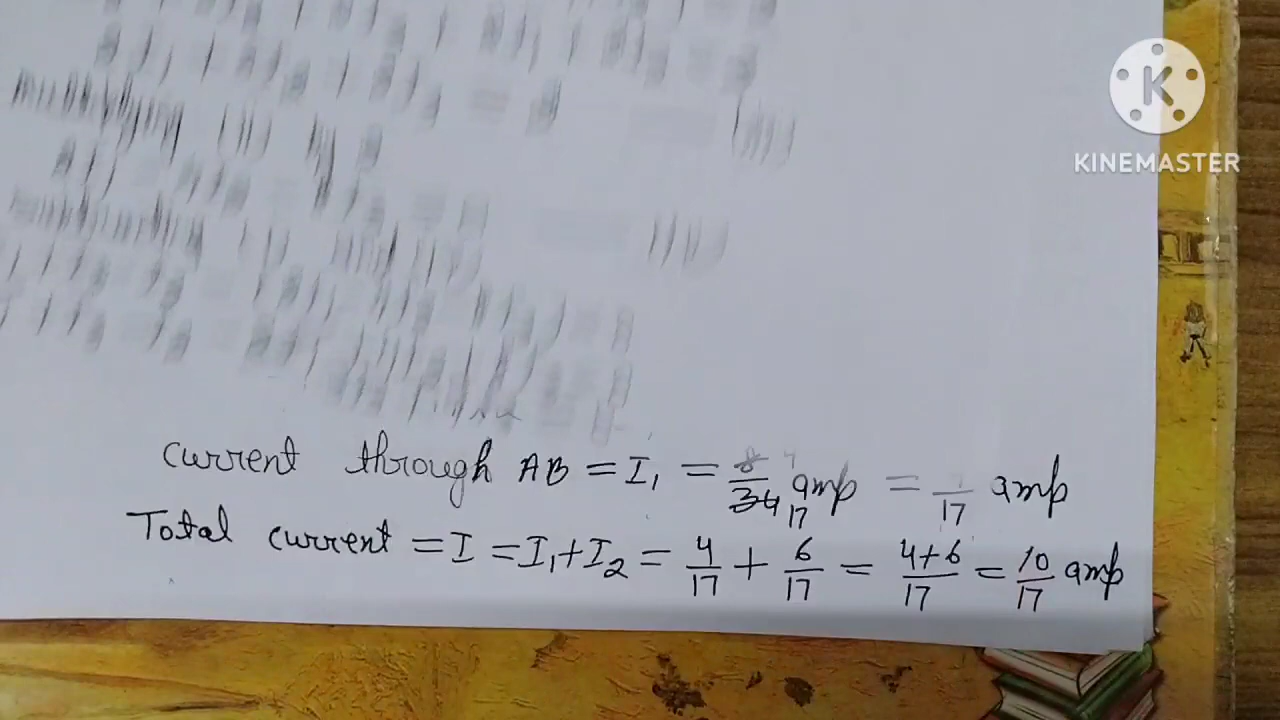 K
KINEMASTER
current through AB = I₁ = 8/34 4/17 amp = /17 amp
Total current = I = I₁+I₂ = 4/17 + 6/17 = 4+6/17 = 10/17 amp